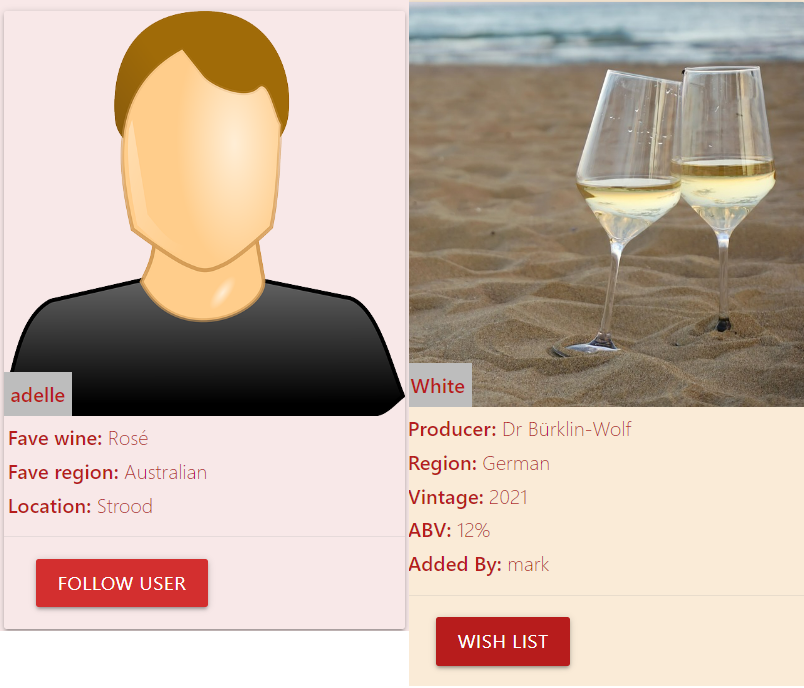 adelle
Fave wine: Rosé
Fave region: Australian
Location: Strood
FOLLOW USER
White
Producer: Dr Bürklin-Wolf
Region: German
Vintage: 2021
ABV: 12%
Added By: mark
WISH LIST